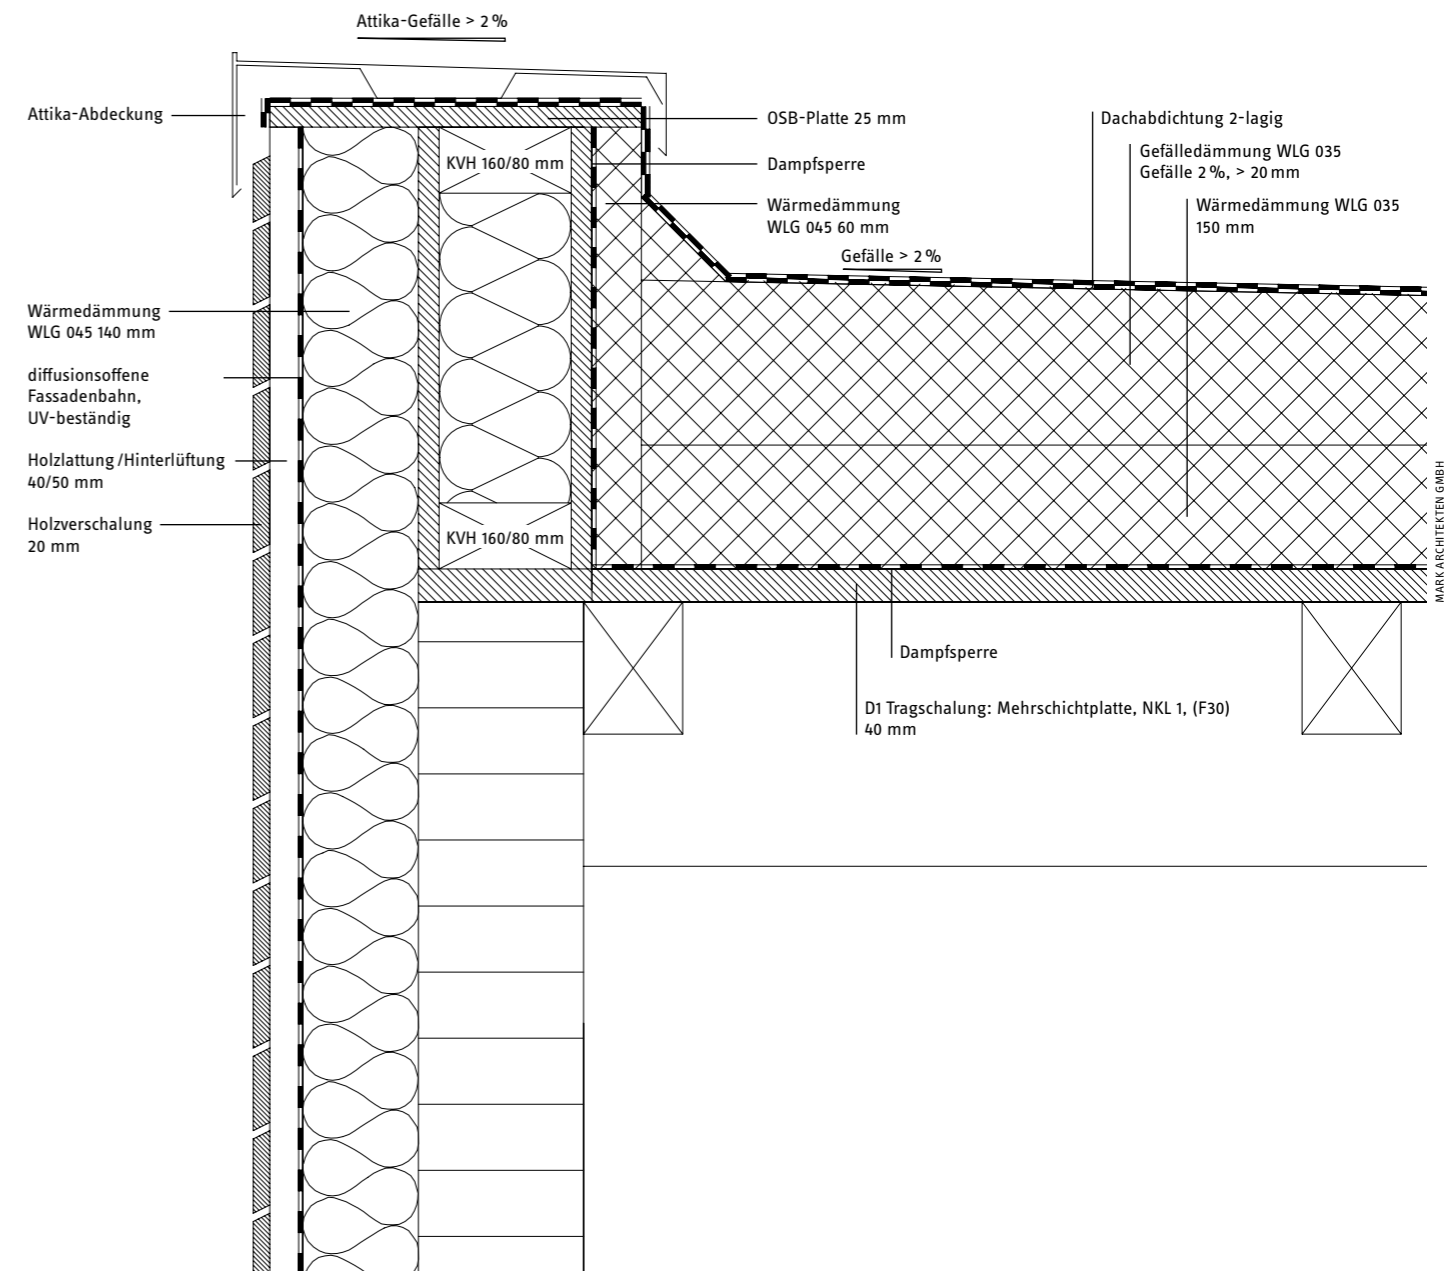 Attika-Gefälle > 2 %
Attika-Abdeckung
OSB-Platte 25 mm
Dampfsperre
Wärmedämmung
WLG 045 60 mm
Gefälle > 2 %
Dachabdichtung 2-lagig
Gefälledämmung WLG 035
Gefälle 2 %, > 20 mm
Wärmedämmung WLG 035
150 mm
KVH 160/80 mm
Wärmedämmung
WLG 045 140 mm
diffusionsoffene
Fassadenbahn,
UV-beständig
Holzlattung / Hinterlüftung
40/50 mm
Holzverschalung
20 mm
KVH 160/80 mm
Dampfsperre
D1 Tragschalung: Mehrschichtplatte, NKL 1, (F30)
40 mm
MARK ARCHITEKTEN GMBH